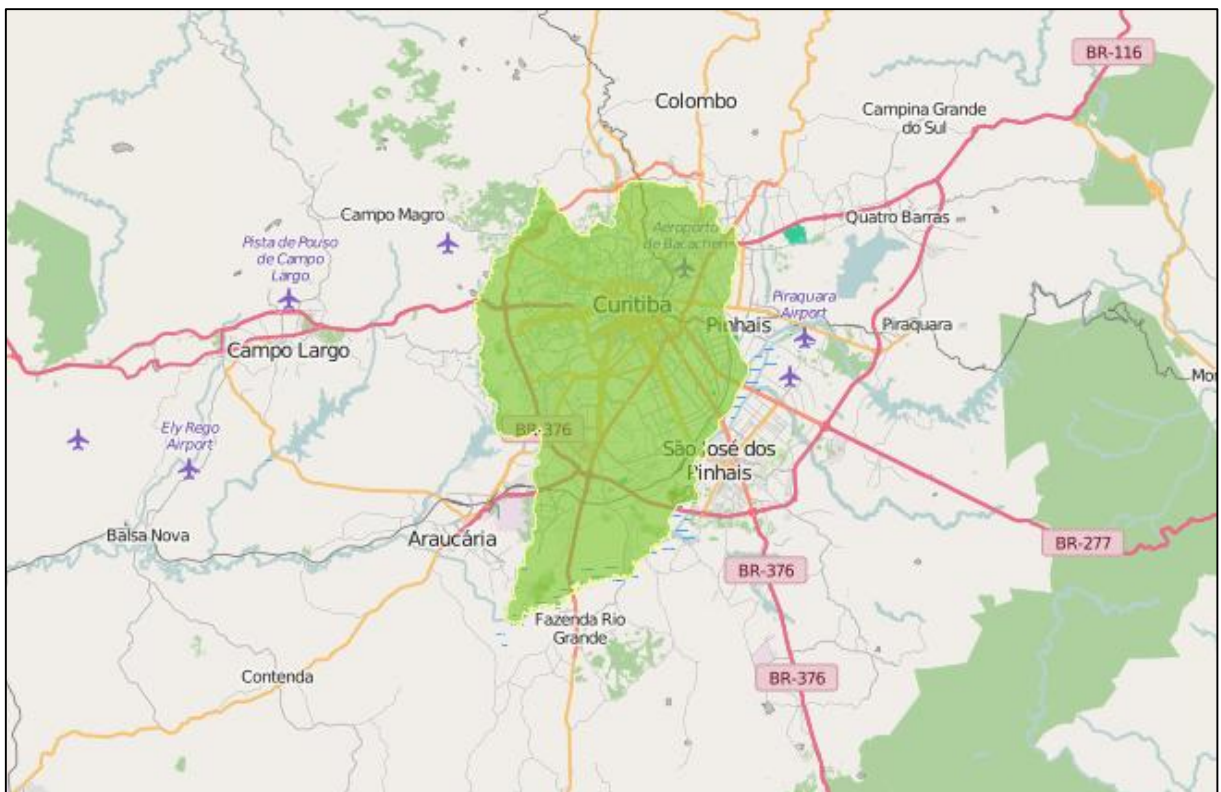 BR-116
Colombo
Campina Grande
do Sul
Campo Magro
Quatro Barras
Aeroporto
de Bacacheri
Pista de Pouso
de Campo
Largo
Curitiba
Piraquara
Airport
Pinhais
Piraquara
Campo Largo
Mor
BR-376
Ely Rego
Airport
São José dos
Pinhais
Balsa Nova
Araucária
BR-277
BR-376
Fazenda Rio
Grande
Contenda
BR-376